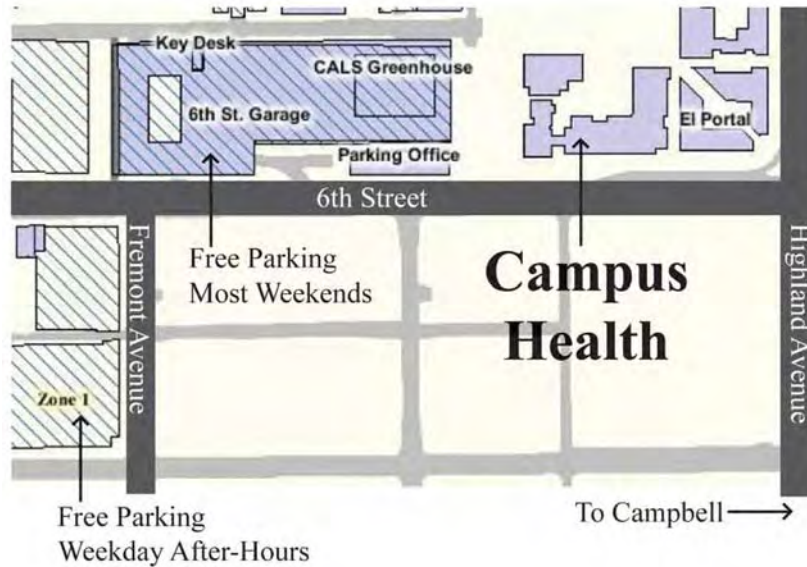 Key Desk
CALS Greenhouse
6th St. Garage
El Portal
Parking Office
6th Street
Free Parking
Most Weekends
Campus
Health
Fremont Avenue
Highland Avenue
Zone 1
Free Parking
Weekday After-Hours
To Campbell